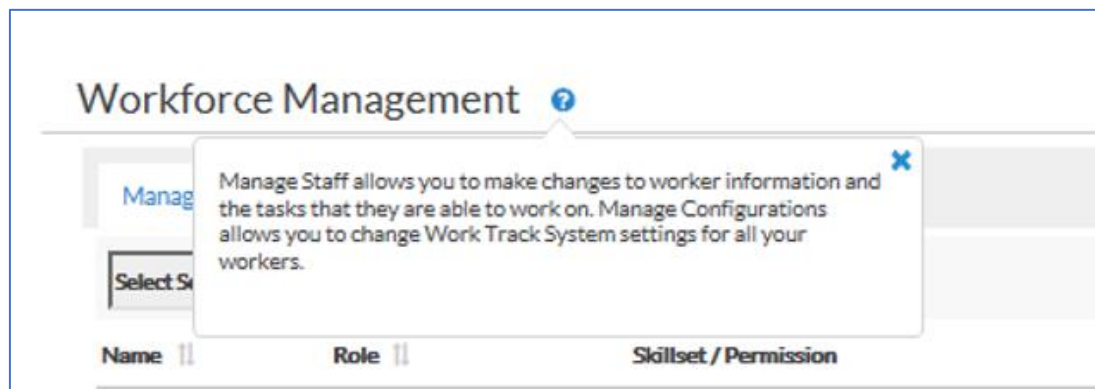 Workforce Management
Manage Staff allows you to make changes to worker information and
the tasks that they are able to work on. Manage Configurations
allows you to change Work Track System settings for all your
workers.
Manag
Select Se
Name Role Skillset / Permission